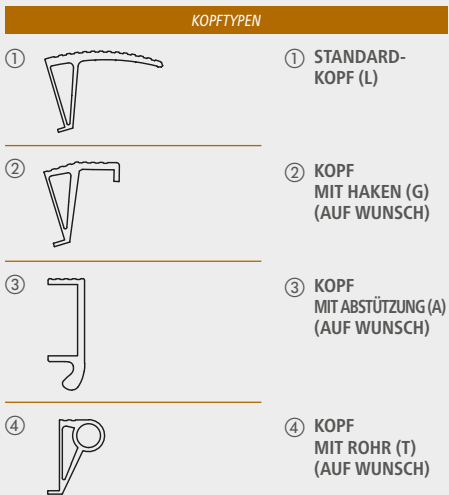 KOPFTYPEN
① ① STANDARD-
KOPF (L)
② ② KOPF
MIT HAKEN (G)
(AUF WUNSCH)
③ ③ KOPF
MIT ABSTÜTZUNG (A)
(AUF WUNSCH)
④ ④ KOPF
MIT ROHR (T)
(AUF WUNSCH)